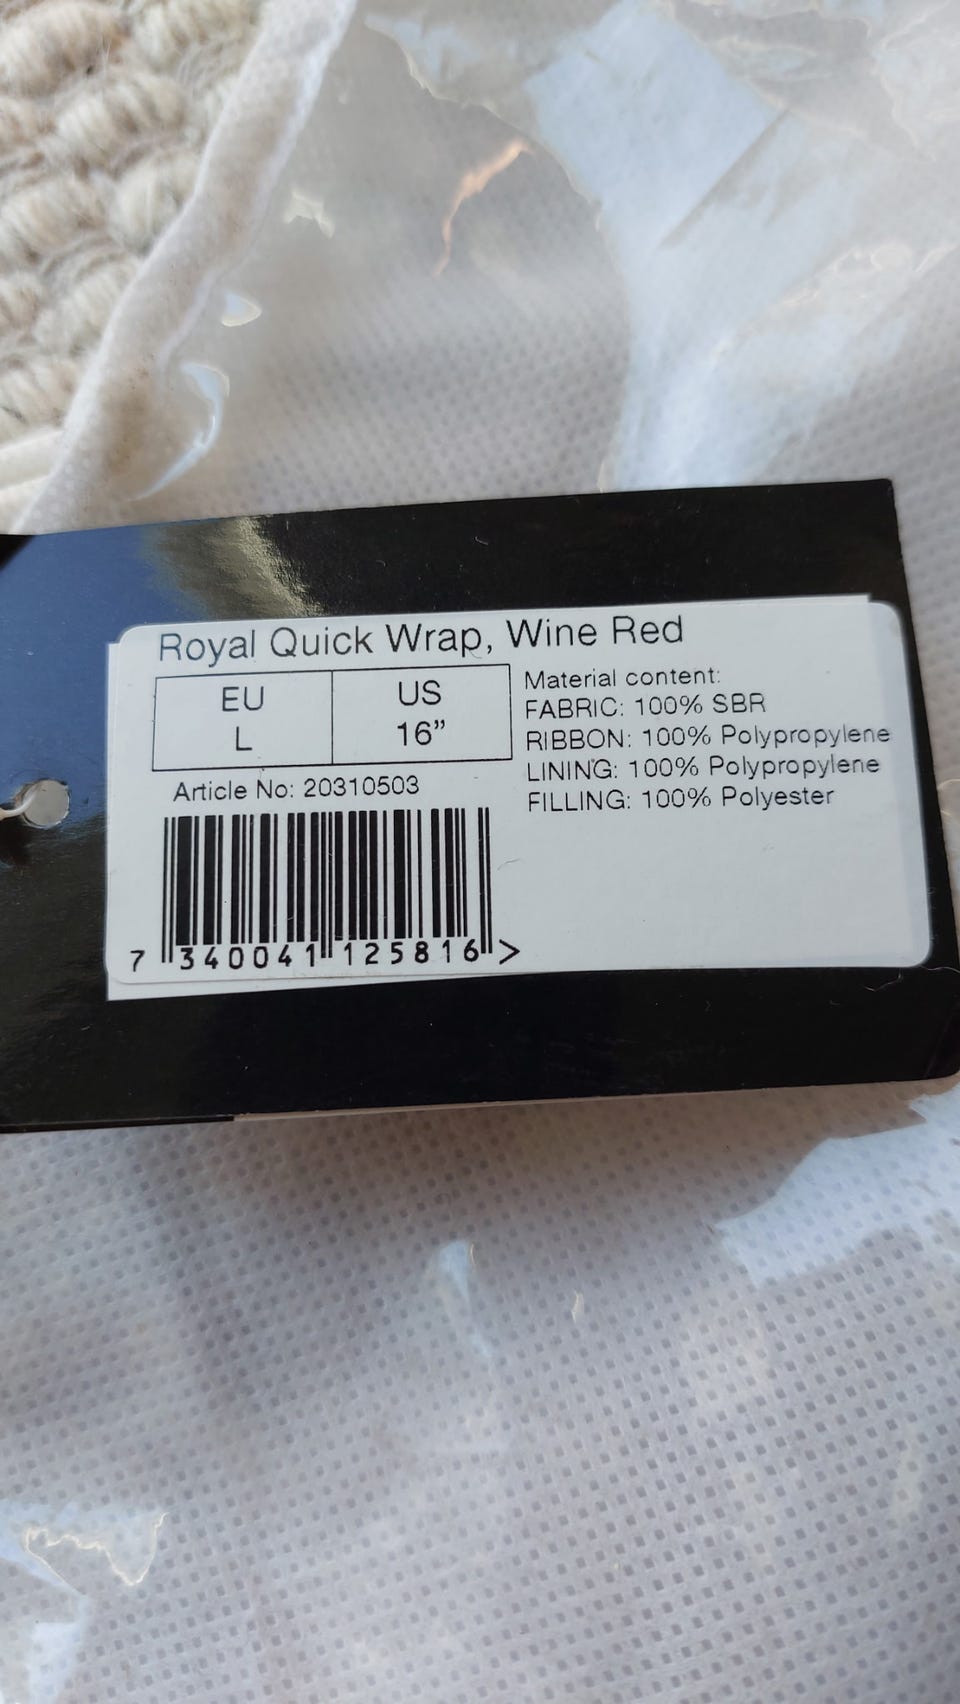 Royal Quick Wrap, Wine Red
EU US
L 16”
Article No: 20310503
7 340041 125816 >
Material content:
FABRIC: 100% SBR
RIBBON: 100% Polypropylene
LINING: 100% Polypropylene
FILLING: 100% Polyester